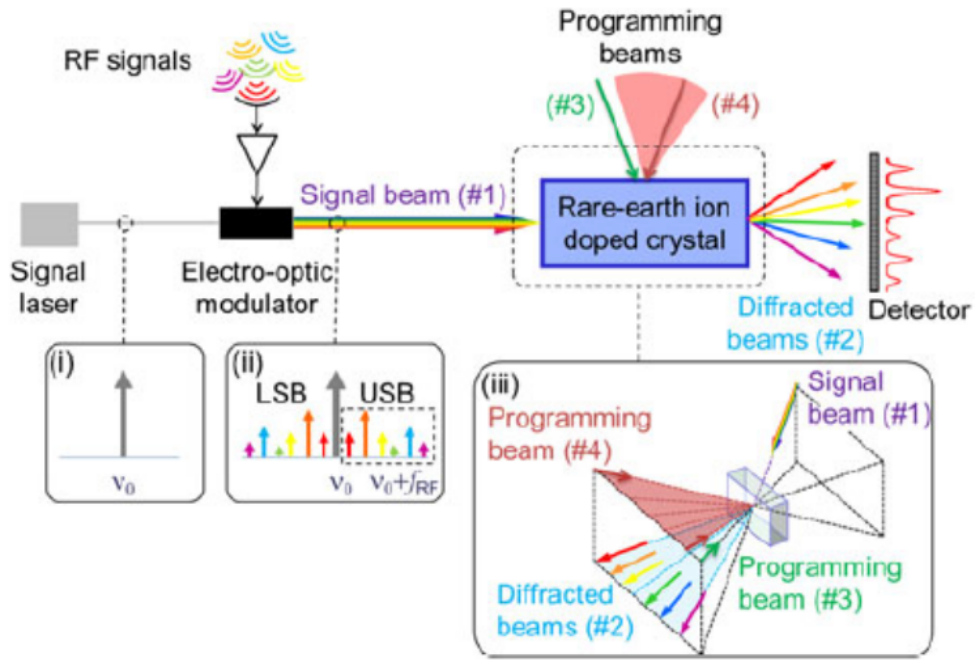 RF signals
Programming
beams
(#3)
(#4)
Signal beam (#1)
Rare-earth ion
doped crystal
Signal
laser
Electro-optic
modulator
Diffracted
beams (#2)
Detector
(i)
ν₀
(ii)
LSB
USB
ν₀
ν₀+fRF
(iii)
Signal
beam (#1)
Programming
beam (#4)
Diffracted
beams (#2)
Programming
beam (#3)